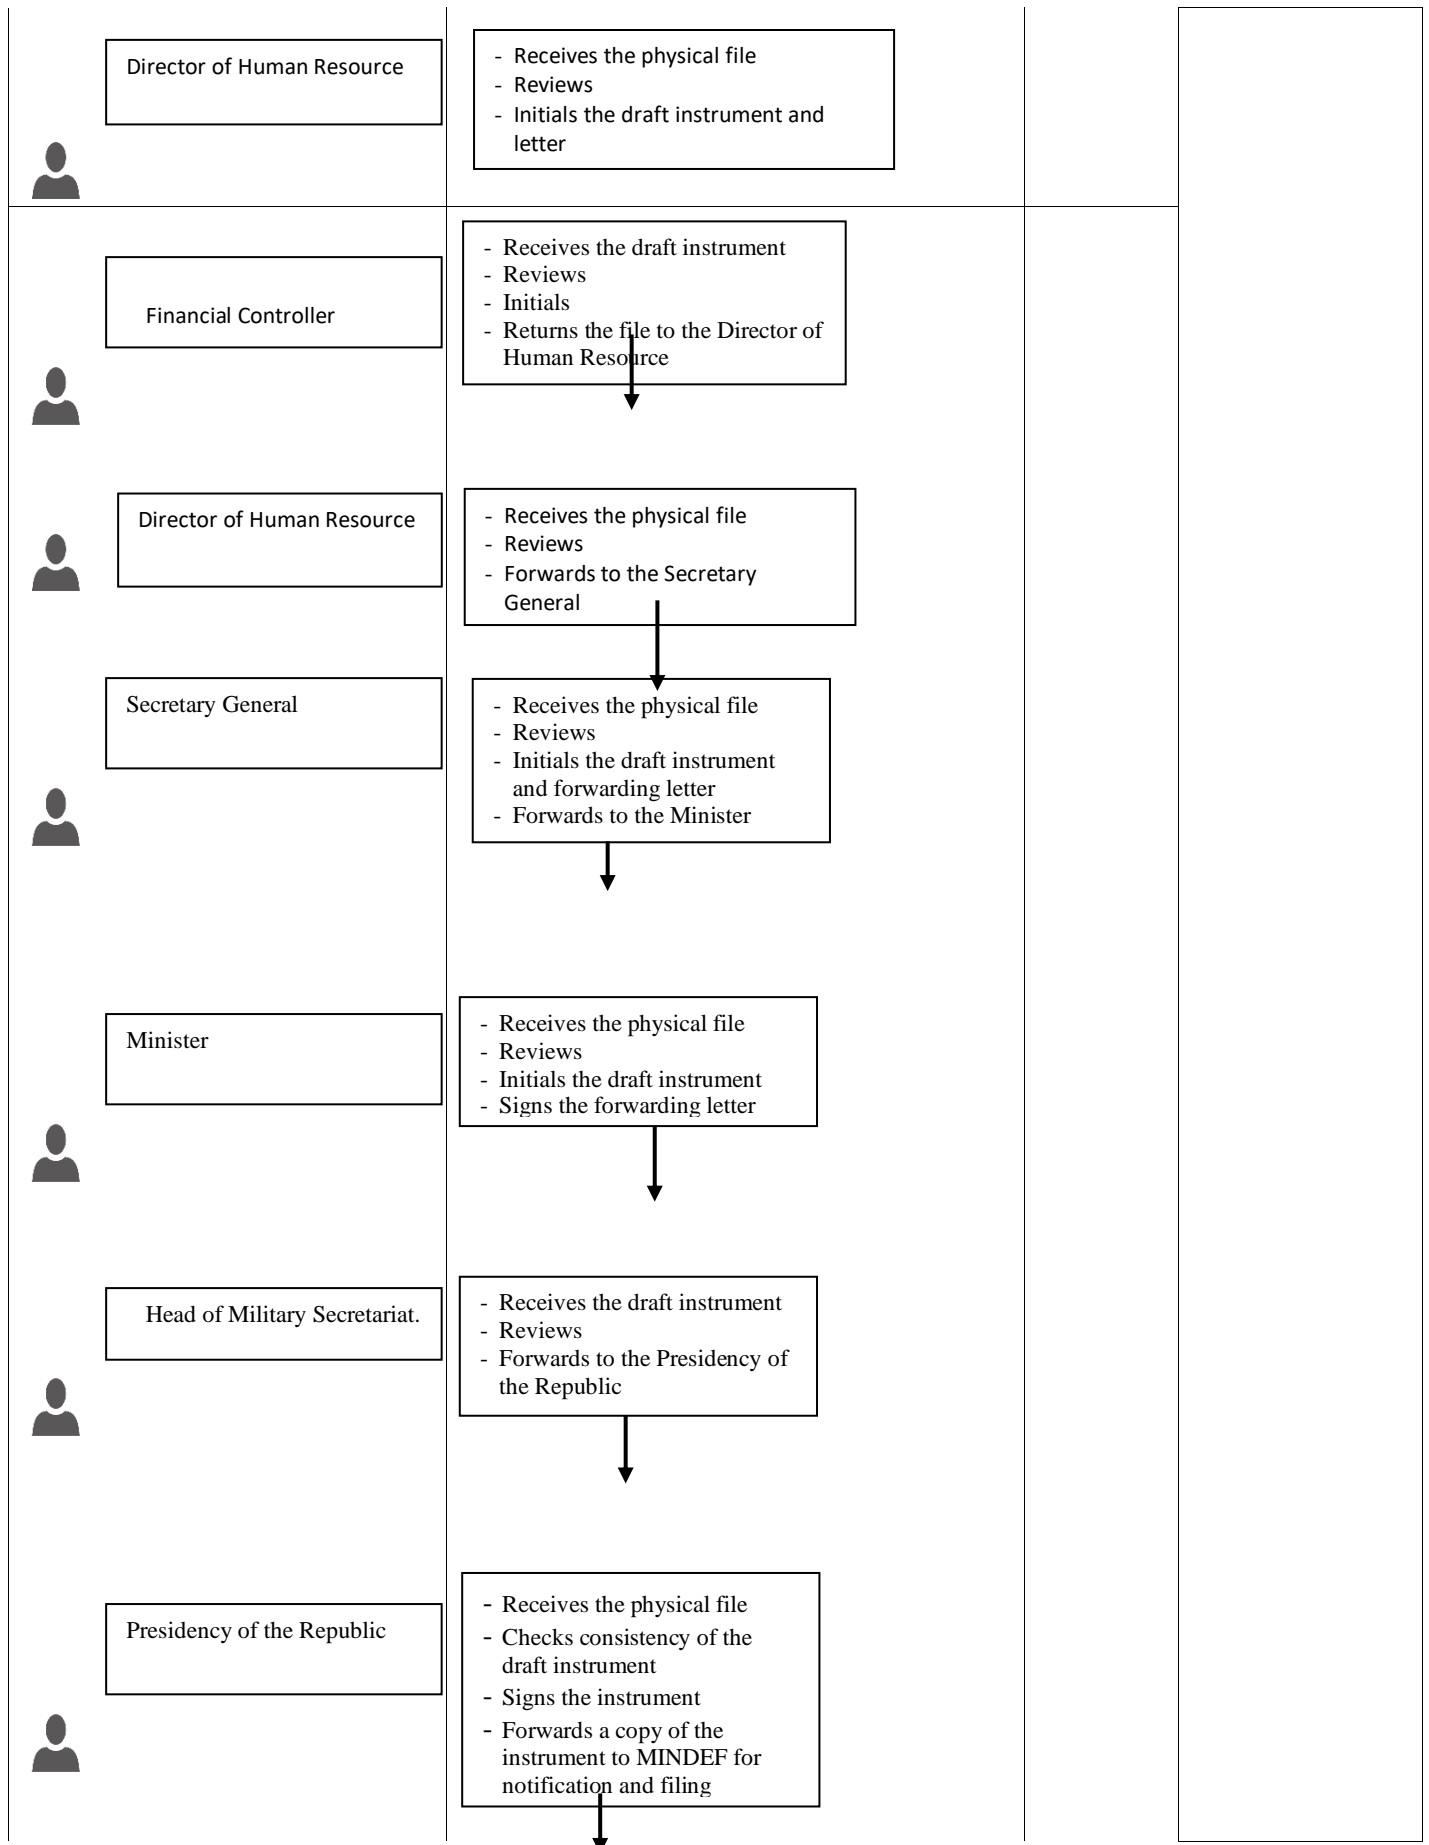 Director of Human Resource
- Receives the physical file
- Reviews
- Initials the draft instrument and
letter
Financial Controller
- Receives the draft instrument
- Reviews
- Initials
- Returns the file to the Director of
Human Resource
Director of Human Resource
- Receives the physical file
- Reviews
- Forwards to the Secretary
General
Secretary General
- Receives the physical file
- Reviews
- Initials the draft instrument
and forwarding letter
- Forwards to the Minister
Minister
- Receives the physical file
- Reviews
- Initials the draft instrument
- Signs the forwarding letter
Head of Military Secretariat.
- Receives the draft instrument
- Reviews
- Forwards to the Presidency of
the Republic
Presidency of the Republic
- Receives the physical file
- Checks consistency of the
draft instrument
- Signs the instrument
- Forwards a copy of the
instrument to MINDEF for
notification and filing